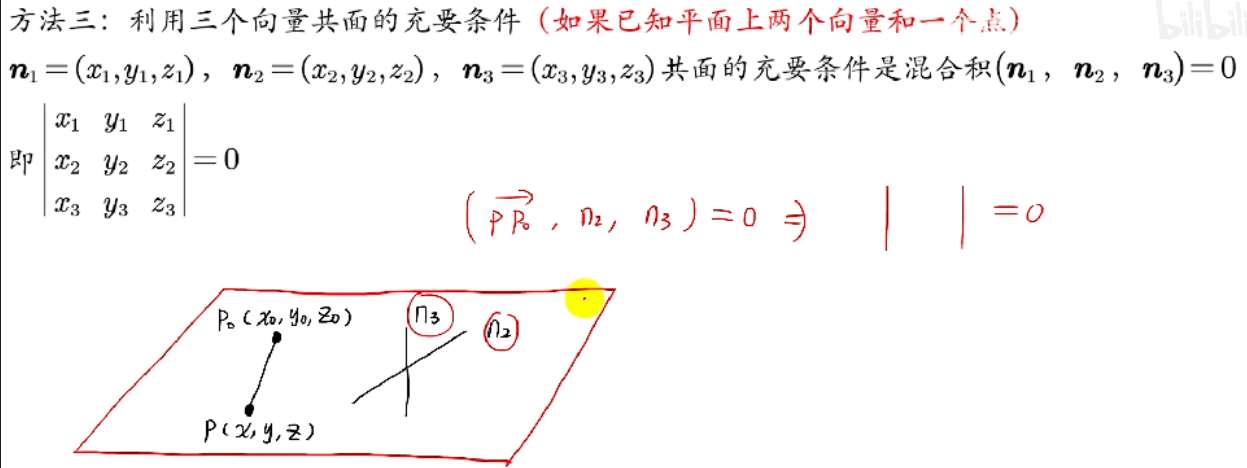 方法三：利用三个向量共面的充要条件（如果已知平面上两个向量和一个点）
bilibili
n₁=(x₁,y₁,z₁)，n₂=(x₂,y₂,z₂)，n₃=(x₃,y₃,z₃)共面的充要条件是混合积(n₁，n₂，n₃)=0
即 | x₁ y₁ z₁ |
| x₂ y₂ z₂ | =0
| x₃ y₃ z₃ |
(PP₀, n₂, n₃)=0 ⇒ | | =0
P₀(x₀,y₀,z₀) n₃ n₂
P(x,y,z)